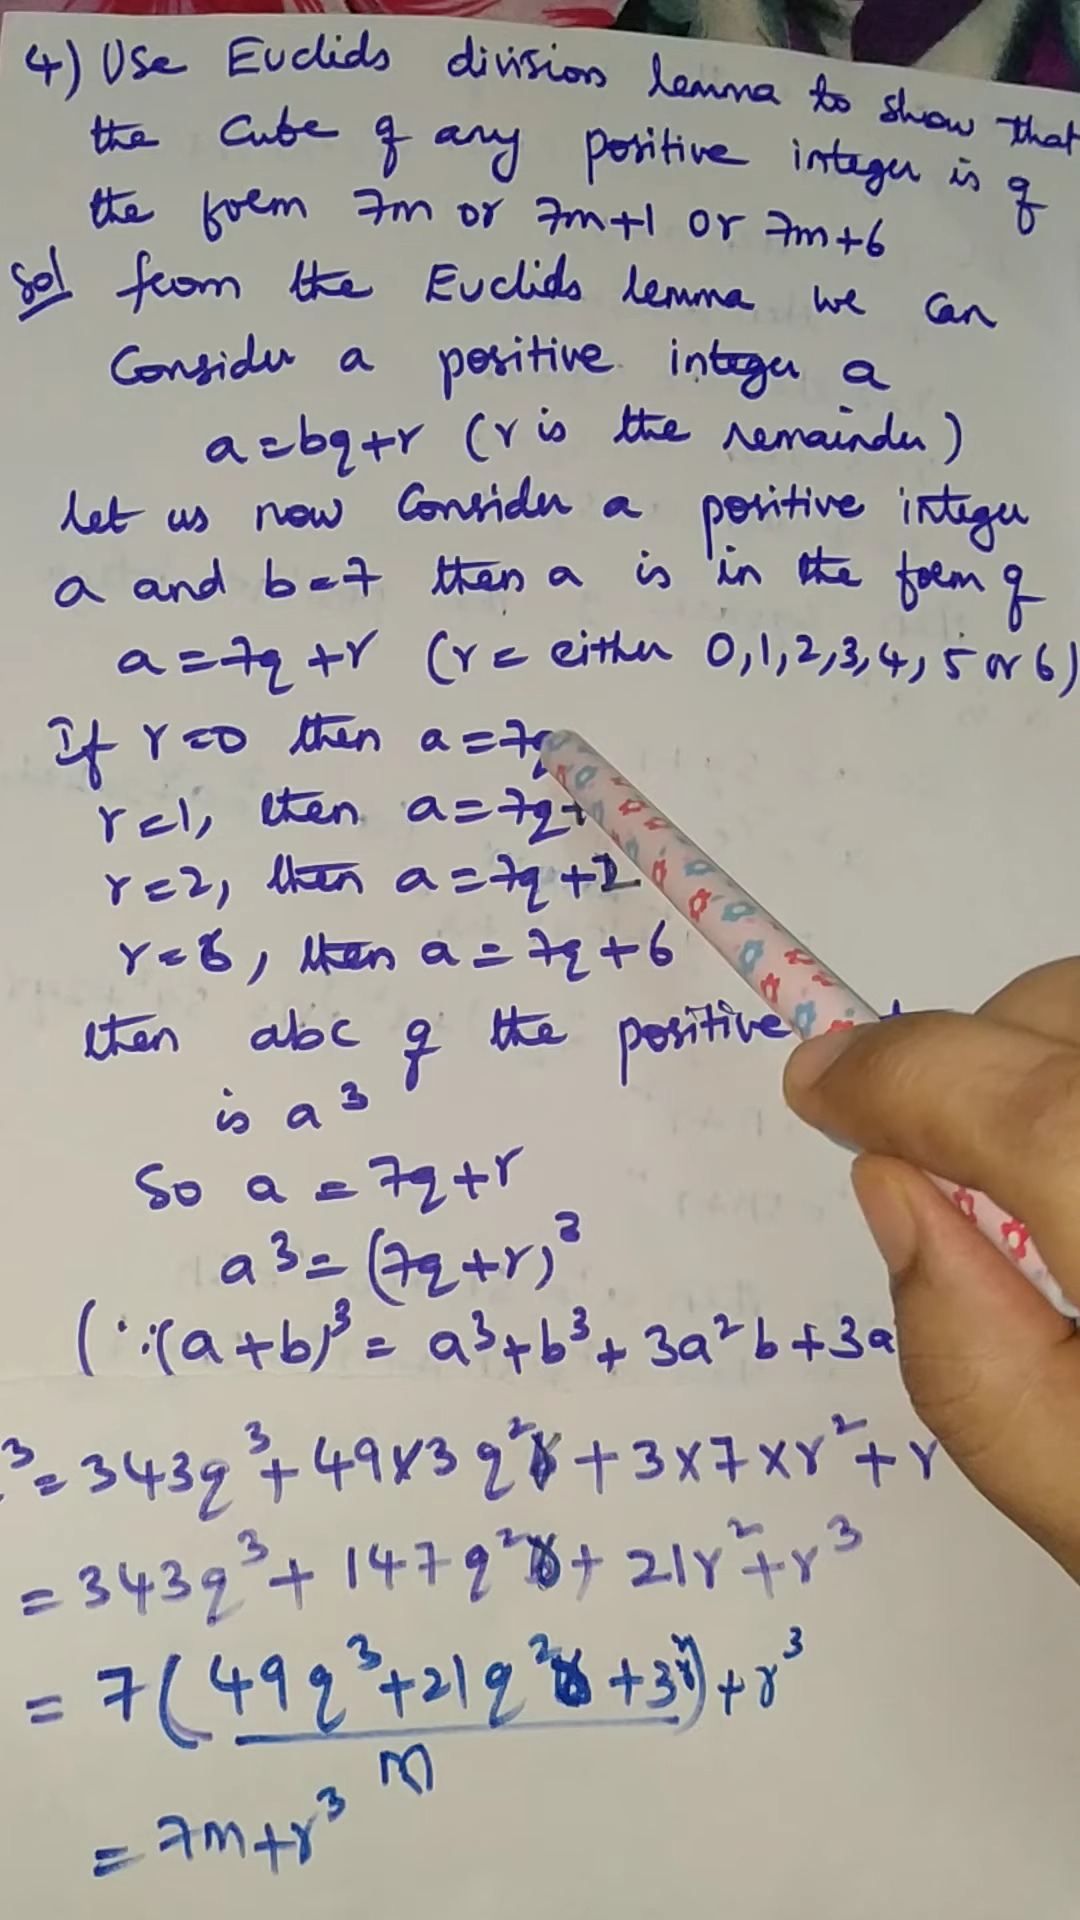 4) Use Euclids division lemma to show that
the Cube of any positive integer is of
the form 7m or 7m+1 or 7m+6
Sol from the Euclids lemma we can
Consider a positive integer a
a=bq+r (r is the remainder)
let us now Consider a positive integer
a and b=7 then a is in the form of
a=7q+r (r= either 0,1,2,3,4,5 or 6)
If r=0 then a=7q
r=1, then a=7q+
r=2, then a=7q+2
r=6, then a=7q+6
then abc of the positive
is a³
So a = 7q+r
a³= (7q+r)³
(∵(a+b)³= a³+b³+3a²b+3a
³=343q³+49×3q²r+3×7×r²+r
=343q³+147q²r+21r²+r³
= 7(49q³+21q²r+3r²)+r³
m
= 7m+r³